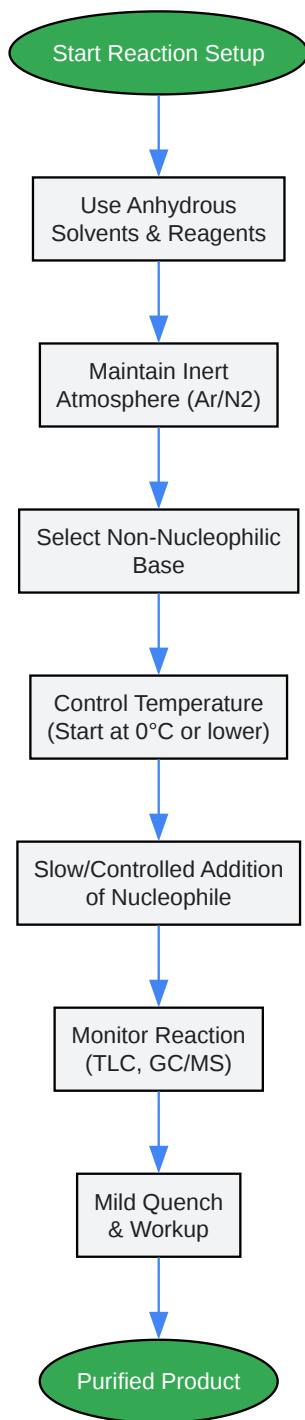 Start Reaction Setup
Use Anhydrous
Solvents & Reagents
Maintain Inert
Atmosphere (Ar/N2)
Select Non-Nucleophilic
Base
Control Temperature
(Start at 0°C or lower)
Slow/Controlled Addition
of Nucleophile
Monitor Reaction
(TLC, GC/MS)
Mild Quench
& Workup
Purified Product